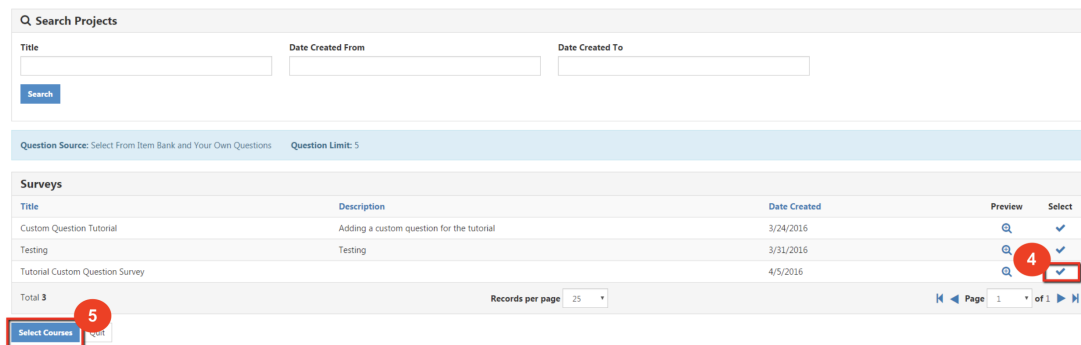 Search Projects
Title Date Created From Date Created To
Search
Question Source: Select From Item Bank and Your Own Questions Question Limit: 5
Surveys
Title Description Date Created Preview Select
Custom Question Tutorial Adding a custom question for the tutorial 3/24/2016
Testing Testing 3/31/2016
4
Tutorial Custom Question Survey 4/5/2016
Total 3 Records per page 25 Page 1 of 1
5
Select Courses Quit